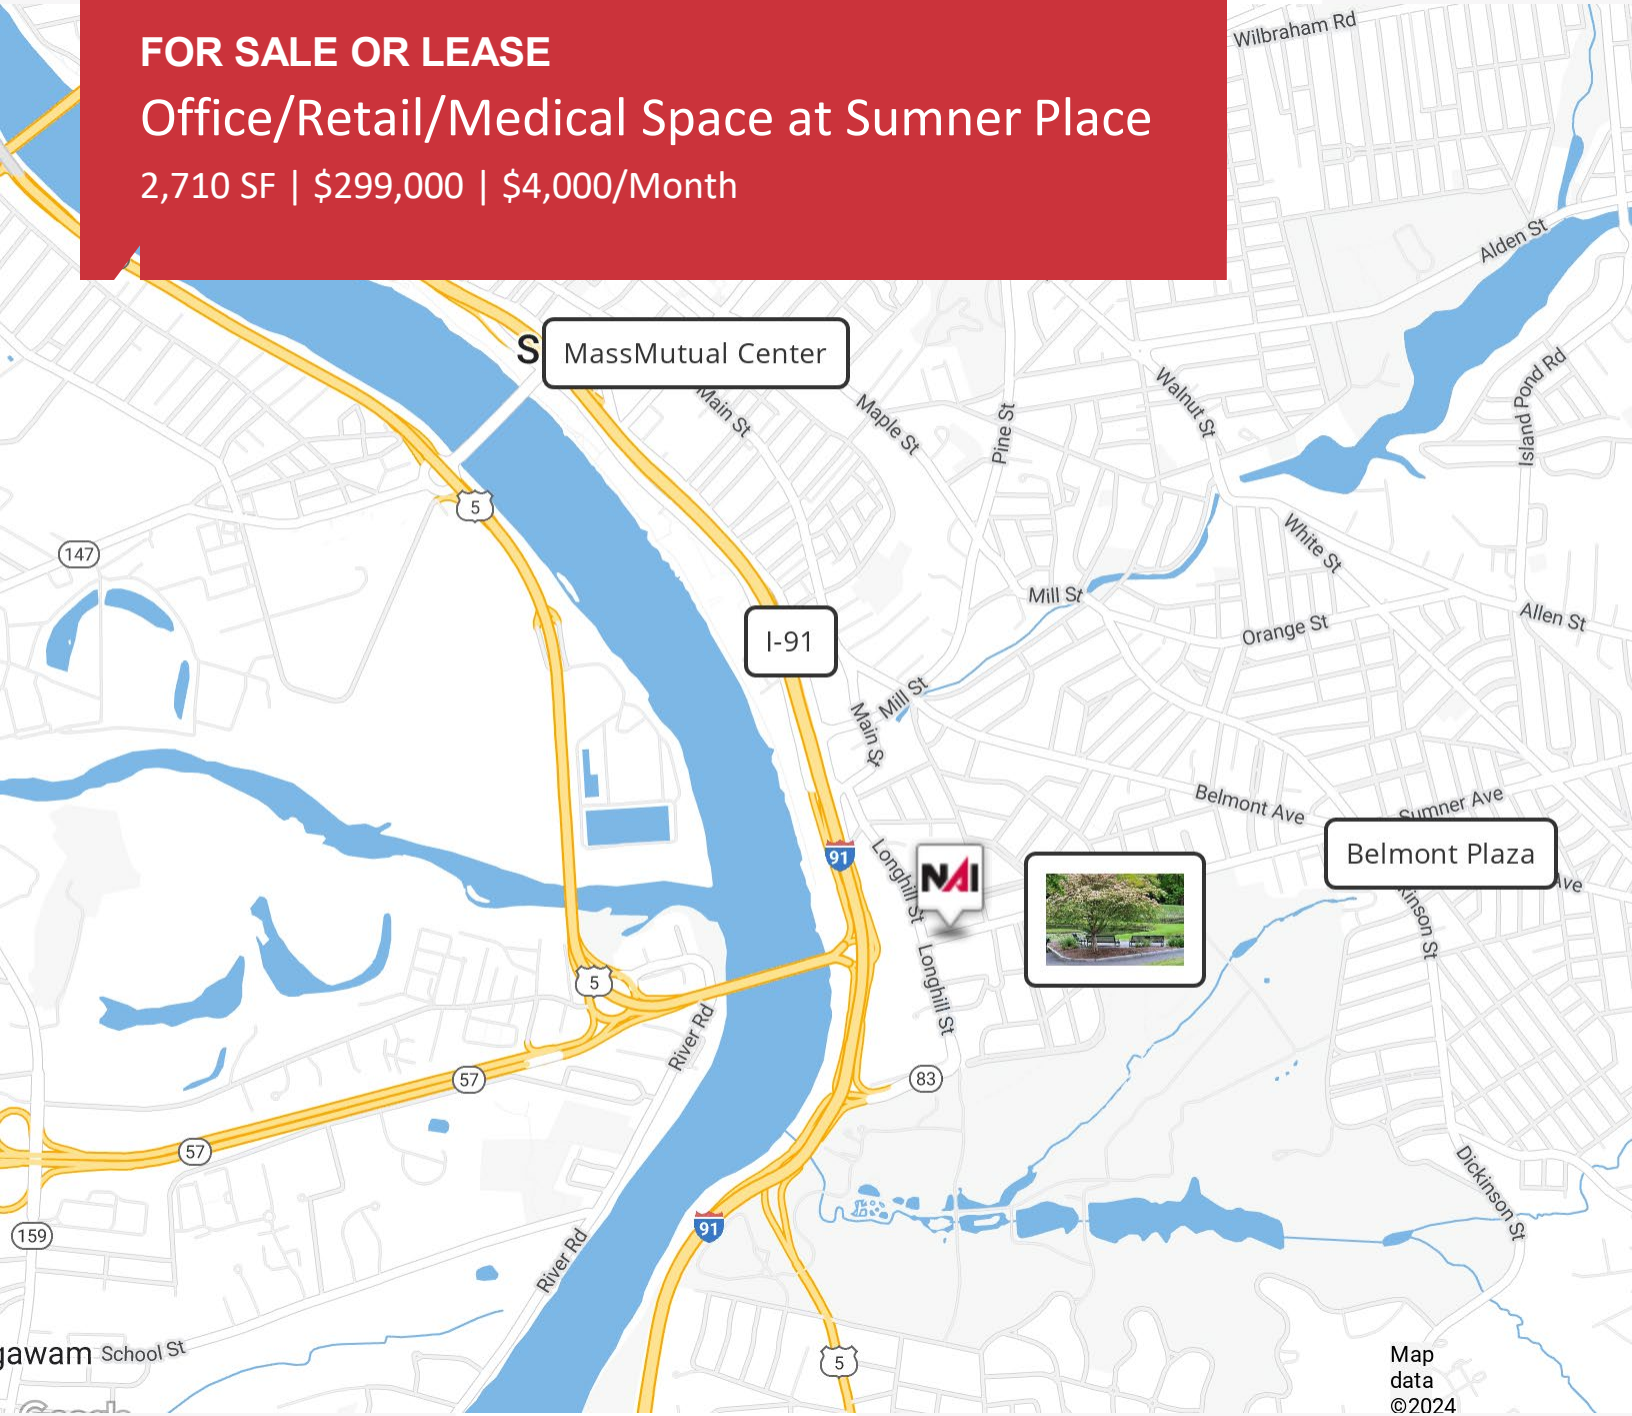 FOR SALE OR LEASE
Office/Retail/Medical Space at Sumner Place
2,710 SF | $299,000 | $4,000/Month
Wilbraham Rd
Alden St
S
MassMutual Center
Main St
Maple St
Pine St
Walnut St
Island Pond Rd
5
147
White St
Mill St
Allen St
Orange St
I-91
Mill St
Main St
Belmont Ave
Sumner Ave
Belmont Plaza
Ave
91
Longhill St
NAI
kinson St
Longhill St
5
River Rd
57
83
57
Dickinson St
159
91
River Rd
gawam
School St
5
Google
Map
data
©2024